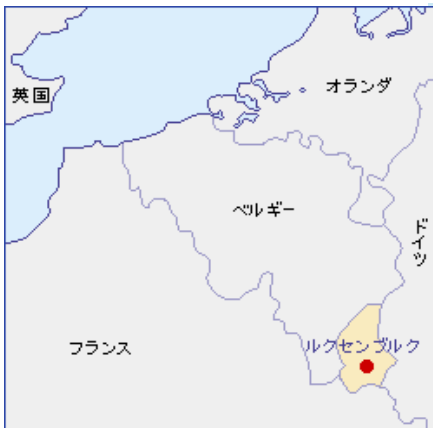 オランダ
英国
ベルギー
ドイツ
ルクセンブルク
フランス